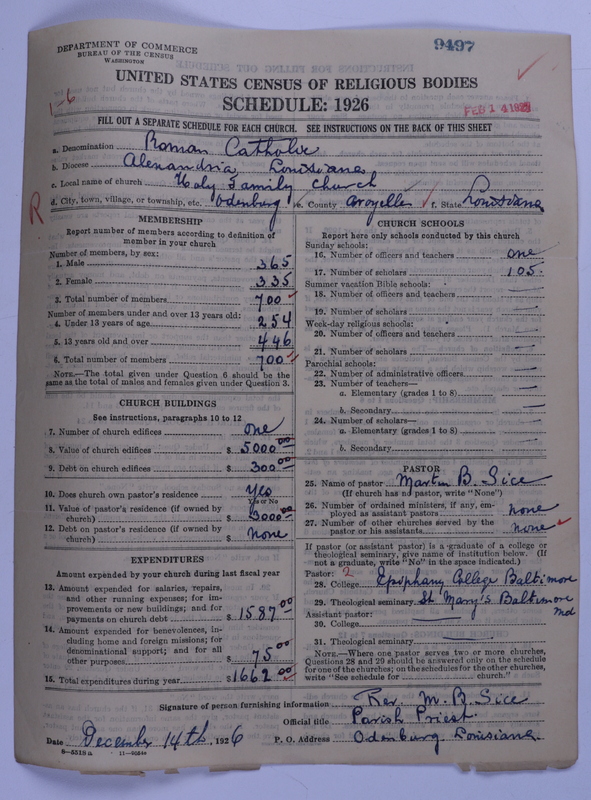 DEPARTMENT OF COMMERCE
BUREAU OF THE CENSUS
WASHINGTON
9497
UNITED STATES CENSUS OF RELIGIOUS BODIES
SCHEDULE: 1926
1-6
FEB 14 192
FILL OUT A SEPARATE SCHEDULE FOR EACH CHURCH. SEE INSTRUCTIONS ON THE BACK OF THIS SHEET
a. Denomination Roman Catholic
b. Diocese Alexandria, Louisiana
c. Local name of church Holy Family Church
R d. City, town, village, or township, etc. Odenburg e. County Avoyelles f. State Louisiana
MEMBERSHIP
Report number of members according to definition of
member in your church
Number of members, by sex:
1. Male 365
2. Female 335
3. Total number of members 700
Number of members under and over 13 years old:
4. Under 13 years of age 254
5. 13 years old and over 446
6. Total number of members 700
NOTE.—The total given under Question 6 should be the
same as the total of males and females given under Question 3.
CHURCH BUILDINGS
See instructions, paragraphs 10 to 12
7. Number of church edifices one
8. Value of church edifices $5000.00
9. Debt on church edifices $300.00
10. Does church own pastor's residence Yes
Yes or No
11. Value of pastor's residence (if owned by
church) $3000.00
12. Debt on pastor's residence (if owned by
church) $ None
EXPENDITURES
Amount expended by your church during last fiscal year
13. Amount expended for salaries, repairs,
and other running expenses; for im-
provements or new buildings; and for
payments on church debt $1587.00
14. Amount expended for benevolences, in-
cluding home and foreign missions; for
denominational support; and for all
other purposes $75.00
15. Total expenditures during year $1662.00
CHURCH SCHOOLS
Report here only schools conducted by this church
Sunday schools:
16. Number of officers and teachers one
17. Number of scholars 105.
Summer vacation Bible schools:
18. Number of officers and teachers —
19. Number of scholars —
Week-day religious schools:
20. Number of officers and teachers —
21. Number of scholars —
Parochial schools:
22. Number of administrative officers —
23. Number of teachers—
a. Elementary (grades 1 to 8) —
b. Secondary —
24. Number of scholars—
a. Elementary (grades 1 to 8) —
b. Secondary —
PASTOR
25. Name of pastor Martin B. Sice
(If church has no pastor, write "None")
26. Number of ordained ministers, if any, em-
ployed as assistant pastors none
27. Number of other churches served by the
pastor or his assistants none
If pastor (or assistant pastor) is a graduate of a college or
theological seminary, give name of institution below. (If
not a graduate, write "No" in the space indicated.)
Pastor: 2
28. College Epiphany College Baltimore
29. Theological seminary St. Mary's Baltimore
Md
Assistant pastor:
30. College —
31. Theological seminary —
NOTE.—Where one pastor serves two or more churches,
Questions 28 and 29 should be answered only on the schedule
for one of the churches; on the schedules for the other churches,
write "See schedule for church."
Signature of person furnishing information Rev. M. B. Sice
Official title Parish Priest.
Date December 14th, 1926 P. O. Address Odenburg Louisiana.
8-5518a